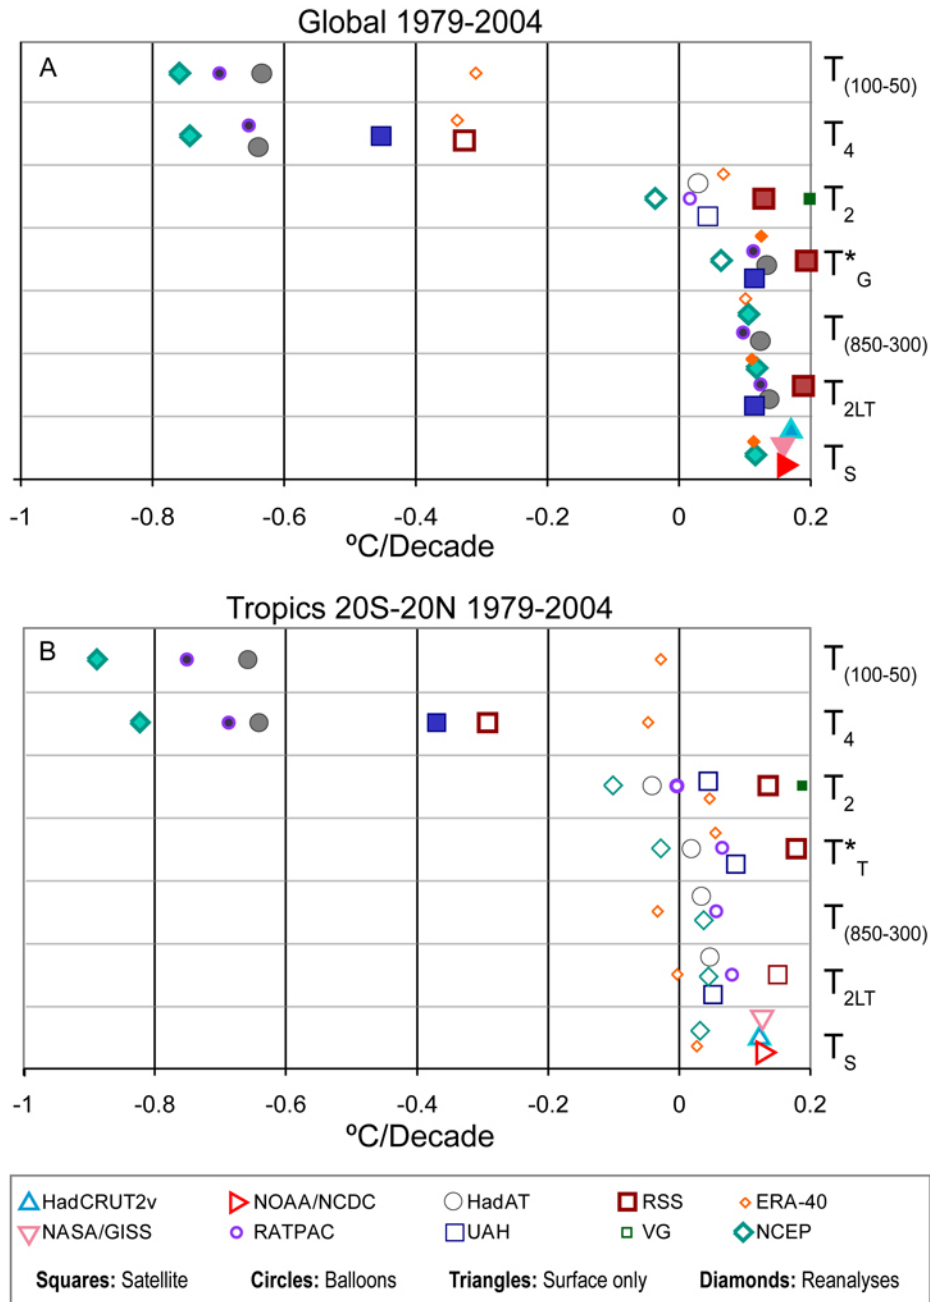 Global 1979-2004
A
T(100-50)
T4
T2
T*G
T(850-300)
T2LT
TS
-1 -0.8 -0.6 -0.4 -0.2 0 0.2
ºC/Decade
Tropics 20S-20N 1979-2004
B
T(100-50)
T4
T2
T*T
T(850-300)
T2LT
TS
-1 -0.8 -0.6 -0.4 -0.2 0 0.2
ºC/Decade
HadCRUT2v NOAA/NCDC HadAT RSS ERA-40
NASA/GISS RATPAC UAH VG NCEP
Squares: Satellite Circles: Balloons Triangles: Surface only Diamonds: Reanalyses